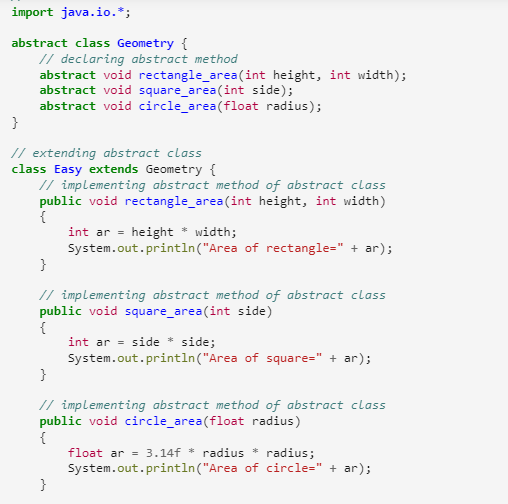 import java.io.*;
abstract class Geometry {
// declaring abstract method
abstract void rectangle_area(int height, int width);
abstract void square_area(int side);
abstract void circle_area(float radius);
}
// extending abstract class
class Easy extends Geometry {
// implementing abstract method of abstract class
public void rectangle_area(int height, int width)
{
int ar = height * width;
System.out.println("Area of rectangle=" + ar);
}
// implementing abstract method of abstract class
public void square_area(int side)
{
int ar = side * side;
System.out.println("Area of square=" + ar);
}
// implementing abstract method of abstract class
public void circle_area(float radius)
{
float ar = 3.14f * radius * radius;
System.out.println("Area of circle=" + ar);
}